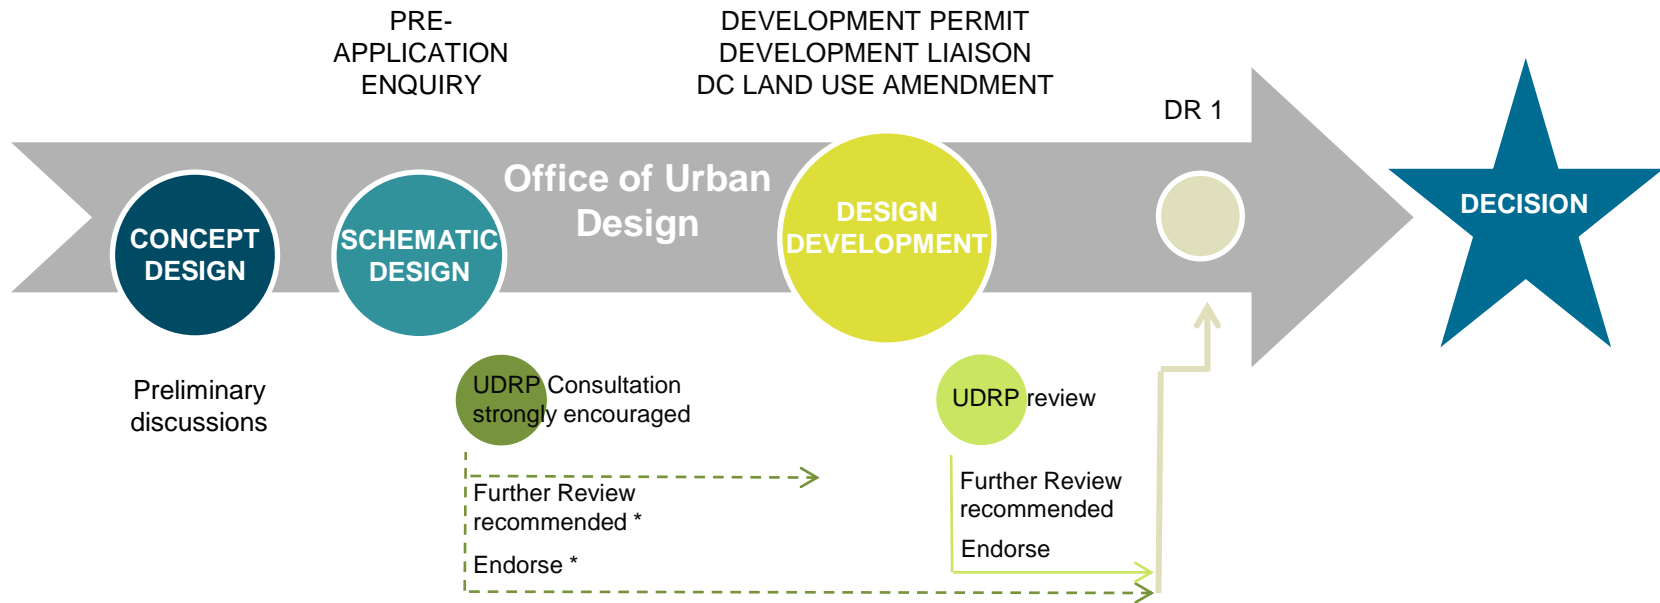 PRE-
APPLICATION
ENQUIRY
DEVELOPMENT PERMIT
DEVELOPMENT LIAISON
DC LAND USE AMENDMENT
DR 1
Office of Urban
Design
CONCEPT
DESIGN
SCHEMATIC
DESIGN
DESIGN
DEVELOPMENT
DECISION
Preliminary
discussions
UDRP Consultation
strongly encouraged
UDRP review
Further Review
recommended *
Endorse *
Further Review
recommended
Endorse